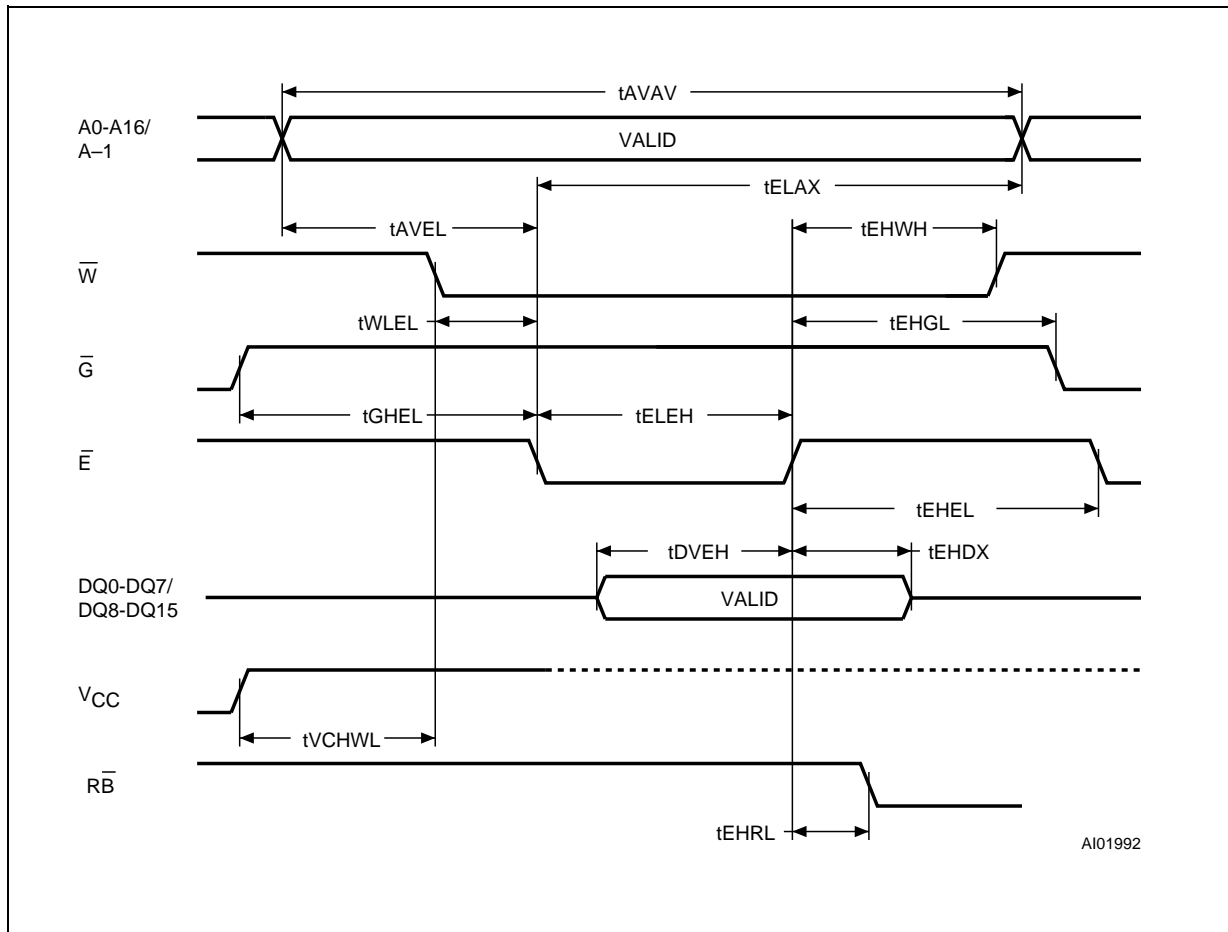 tAVAV
A0-A16/
A–1
VALID
tELAX
tAVEL
tEHWH
W̅
tWLEL
tEHGL
G̅
tGHEL
tELEH
E̅
tEHEL
tDVEH
tEHDX
DQ0-DQ7/
DQ8-DQ15
VALID
VCC
tVCHWL
RB̅
tEHRL
AI01992